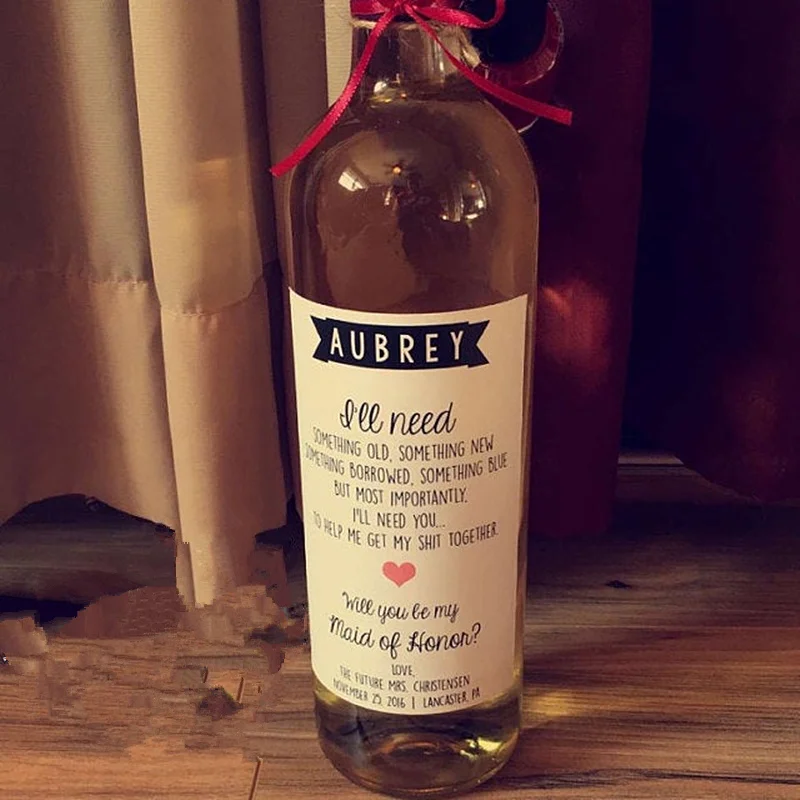 AUBREY
I'll need
SOMETHING OLD, SOMETHING NEW
SOMETHING BORROWED, SOMETHING BLUE
BUT MOST IMPORTANTLY,
I'LL NEED YOU...
TO HELP ME GET MY SHIT TOGETHER.
Will you be my
Maid of Honor?
LOVE,
THE FUTURE MRS. CHRISTENSEN
NOVEMBER 25, 2016 | LANCASTER, PA